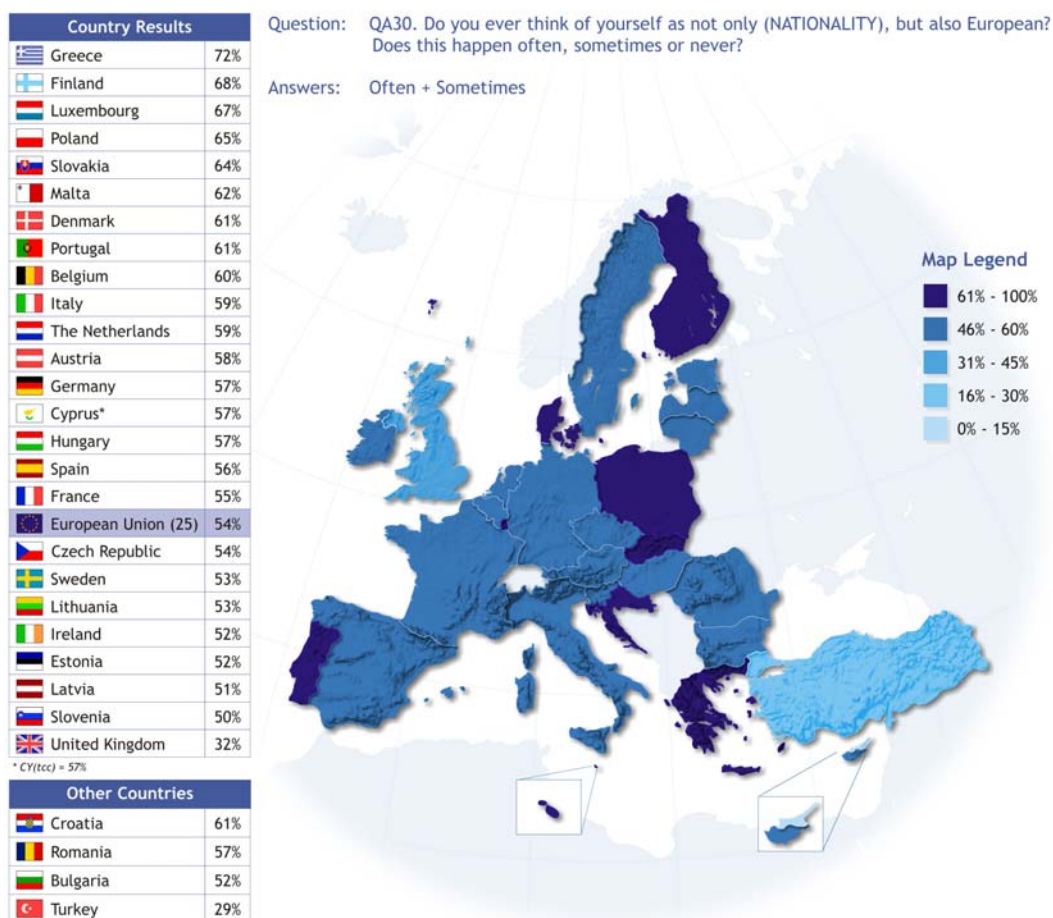 Country Results
Greece 72%
Finland 68%
Luxembourg 67%
Poland 65%
Slovakia 64%
Malta 62%
Denmark 61%
Portugal 61%
Belgium 60%
Italy 59%
The Netherlands 59%
Austria 58%
Germany 57%
Cyprus* 57%
Hungary 57%
Spain 56%
France 55%
European Union (25) 54%
Czech Republic 54%
Sweden 53%
Lithuania 53%
Ireland 52%
Estonia 52%
Latvia 51%
Slovenia 50%
United Kingdom 32%
* CY(tcc) = 57%
Other Countries
Croatia 61%
Romania 57%
Bulgaria 52%
Turkey 29%
Question: QA30. Do you ever think of yourself as not only (NATIONALITY), but also European?
Does this happen often, sometimes or never?
Answers: Often + Sometimes
Map Legend
61% - 100%
46% - 60%
31% - 45%
16% - 30%
0% - 15%